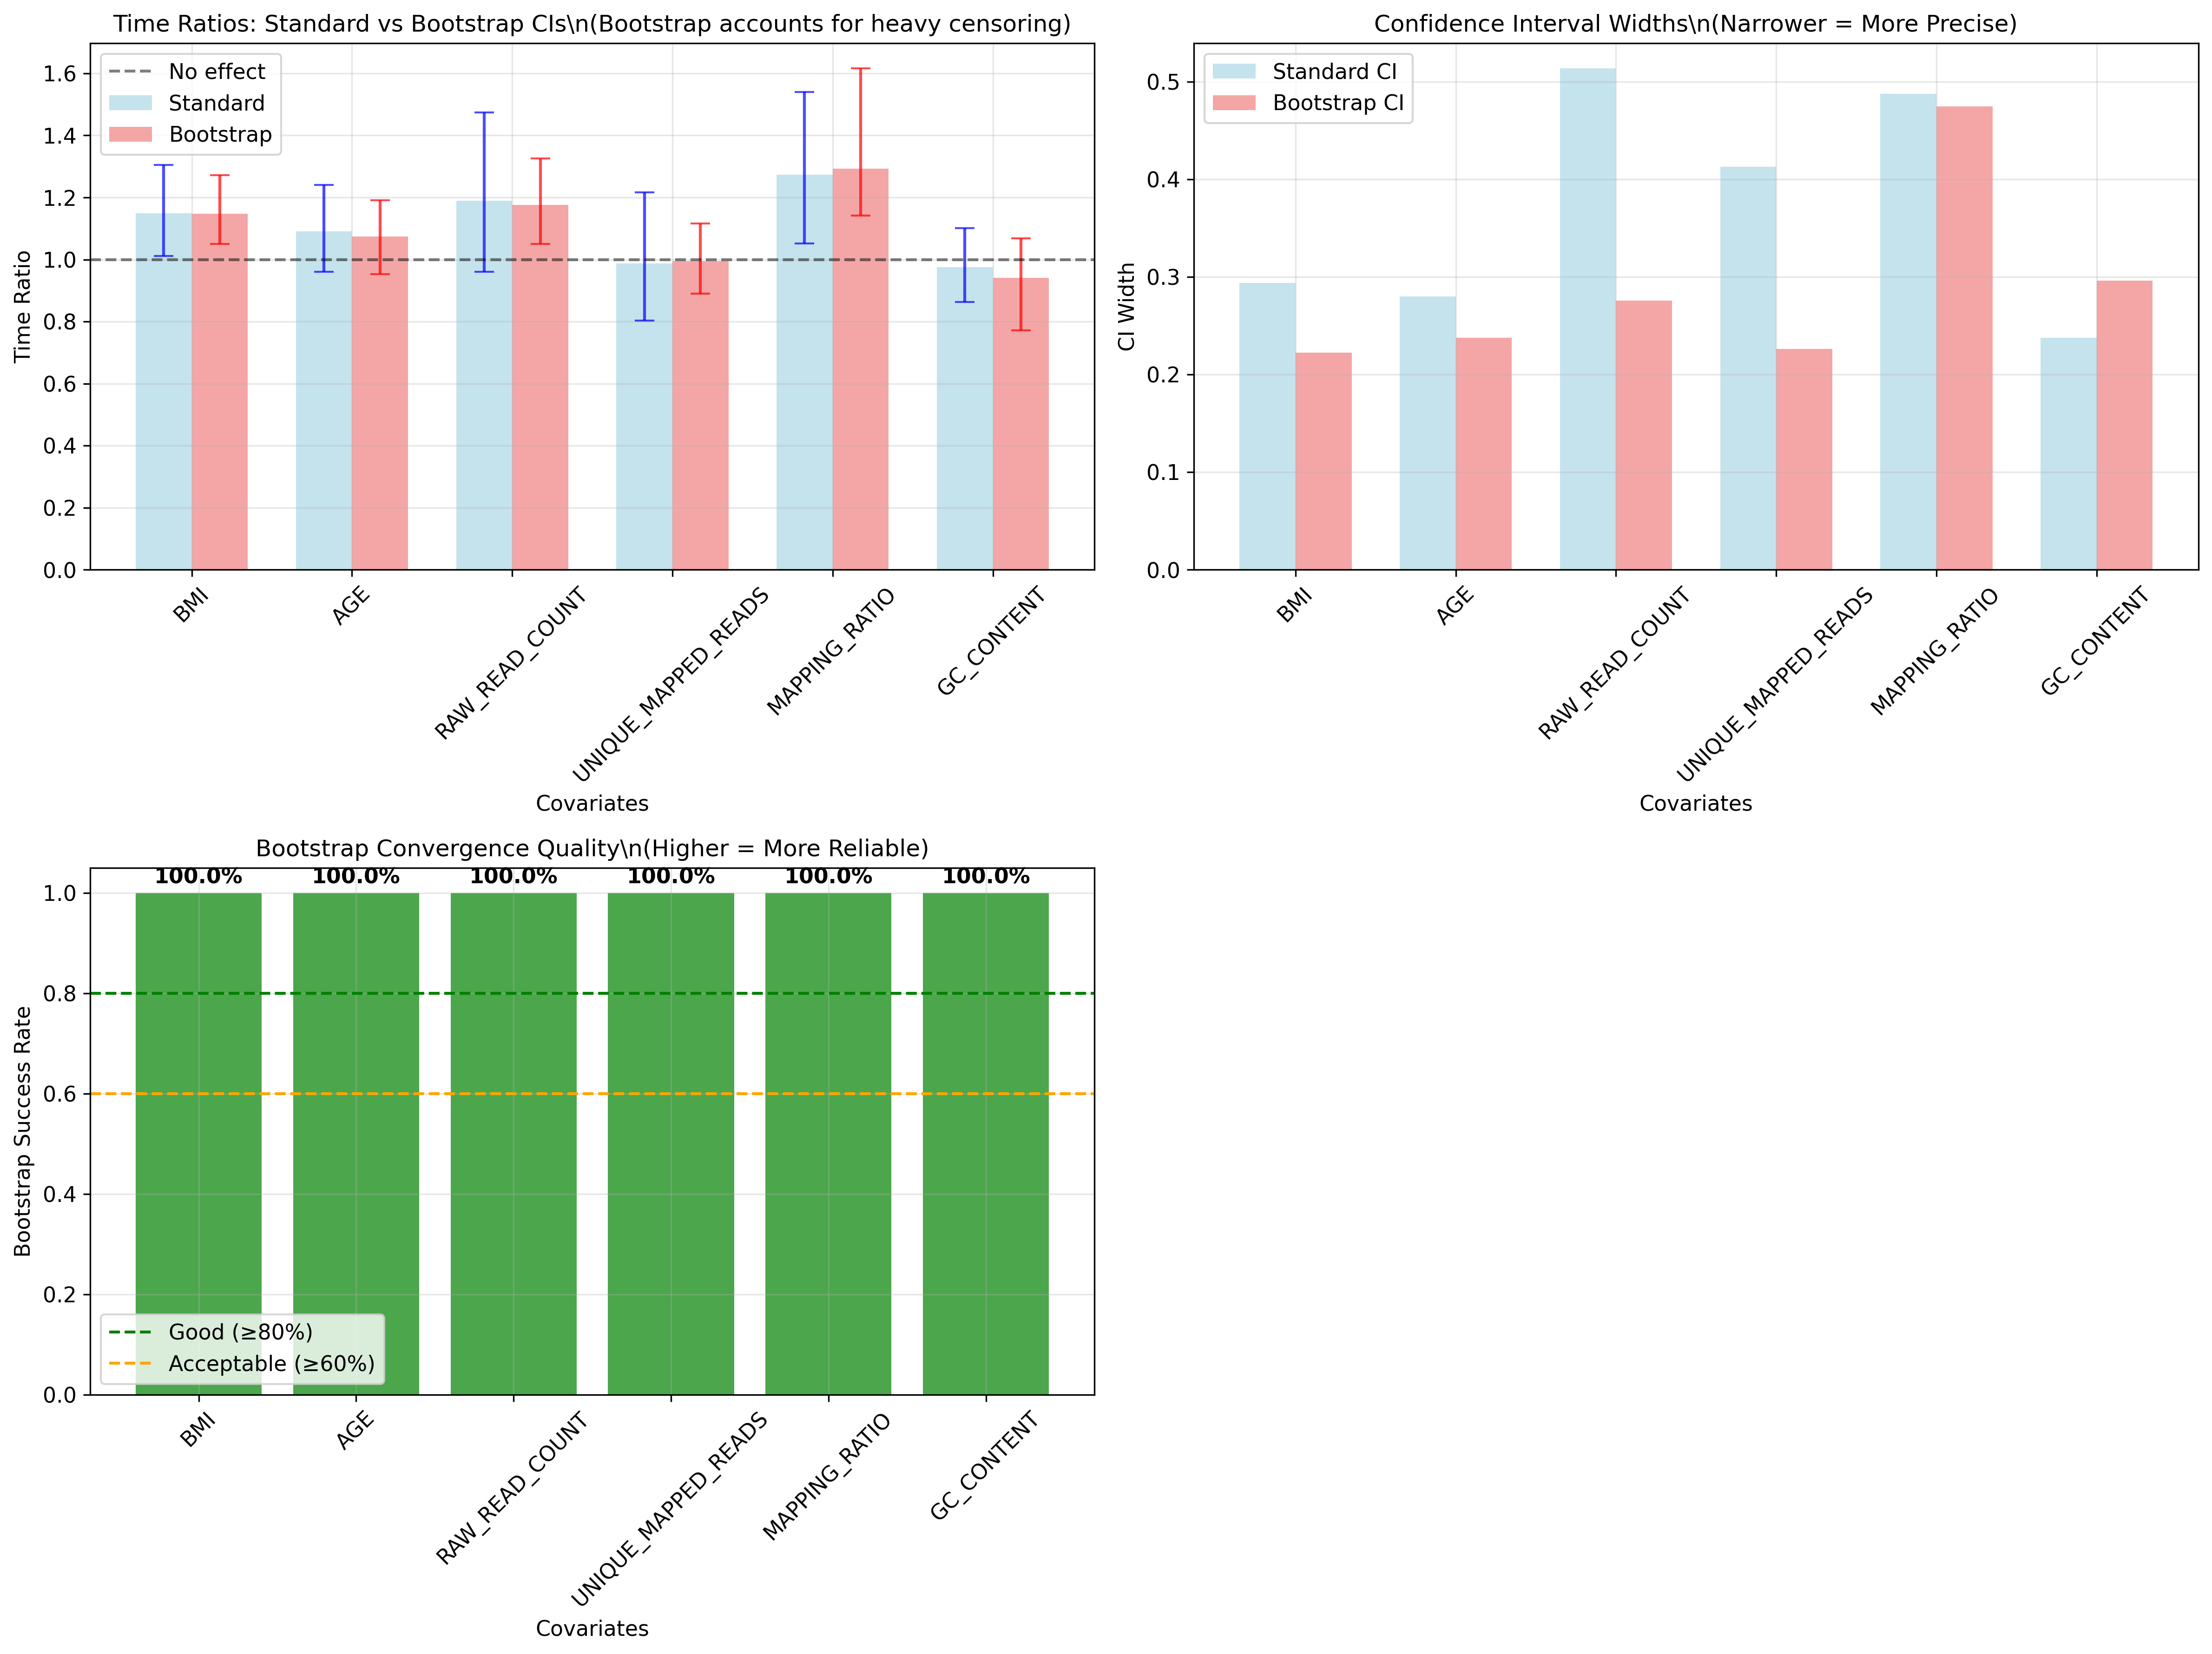 Time Ratios: Standard vs Bootstrap CIs\n(Bootstrap accounts for heavy censoring)
Time Ratio
1.6
1.4
1.2
1.0
0.8
0.6
0.4
0.2
0.0
No effect
Standard
Bootstrap
BMI
AGE
RAW_READ_COUNT
UNIQUE_MAPPED_READS
MAPPING_RATIO
GC_CONTENT
Covariates
Confidence Interval Widths\n(Narrower = More Precise)
CI Width
0.5
0.4
0.3
0.2
0.1
0.0
Standard CI
Bootstrap CI
BMI
AGE
RAW_READ_COUNT
UNIQUE_MAPPED_READS
MAPPING_RATIO
GC_CONTENT
Covariates
Bootstrap Convergence Quality\n(Higher = More Reliable)
Bootstrap Success Rate
100.0%
100.0%
100.0%
100.0%
100.0%
100.0%
1.0
0.8
0.6
0.4
0.2
0.0
Good (≥80%)
Acceptable (≥60%)
BMI
AGE
RAW_READ_COUNT
UNIQUE_MAPPED_READS
MAPPING_RATIO
GC_CONTENT
Covariates